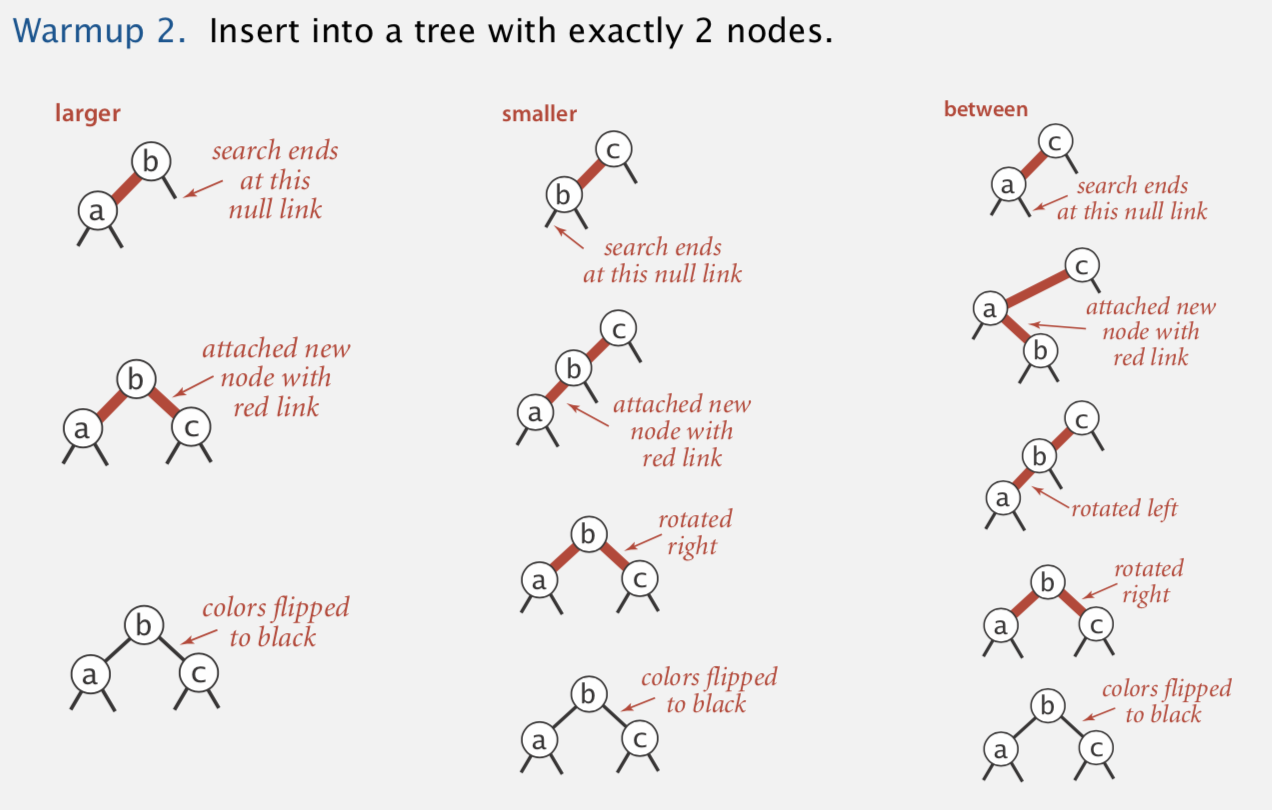 Warmup 2. Insert into a tree with exactly 2 nodes.
larger
b
search ends
at this
null link
a
attached new
node with
red link
b
a
c
colors flipped
to black
b
a
c
smaller
c
b
search ends
at this null link
c
b
a
attached new
node with
red link
rotated
right
b
a
c
colors flipped
to black
b
a
c
between
c
a
search ends
at this null link
c
a
attached new
node with
red link
b
c
b
a
rotated left
rotated
right
b
a
c
colors flipped
to black
b
a
c